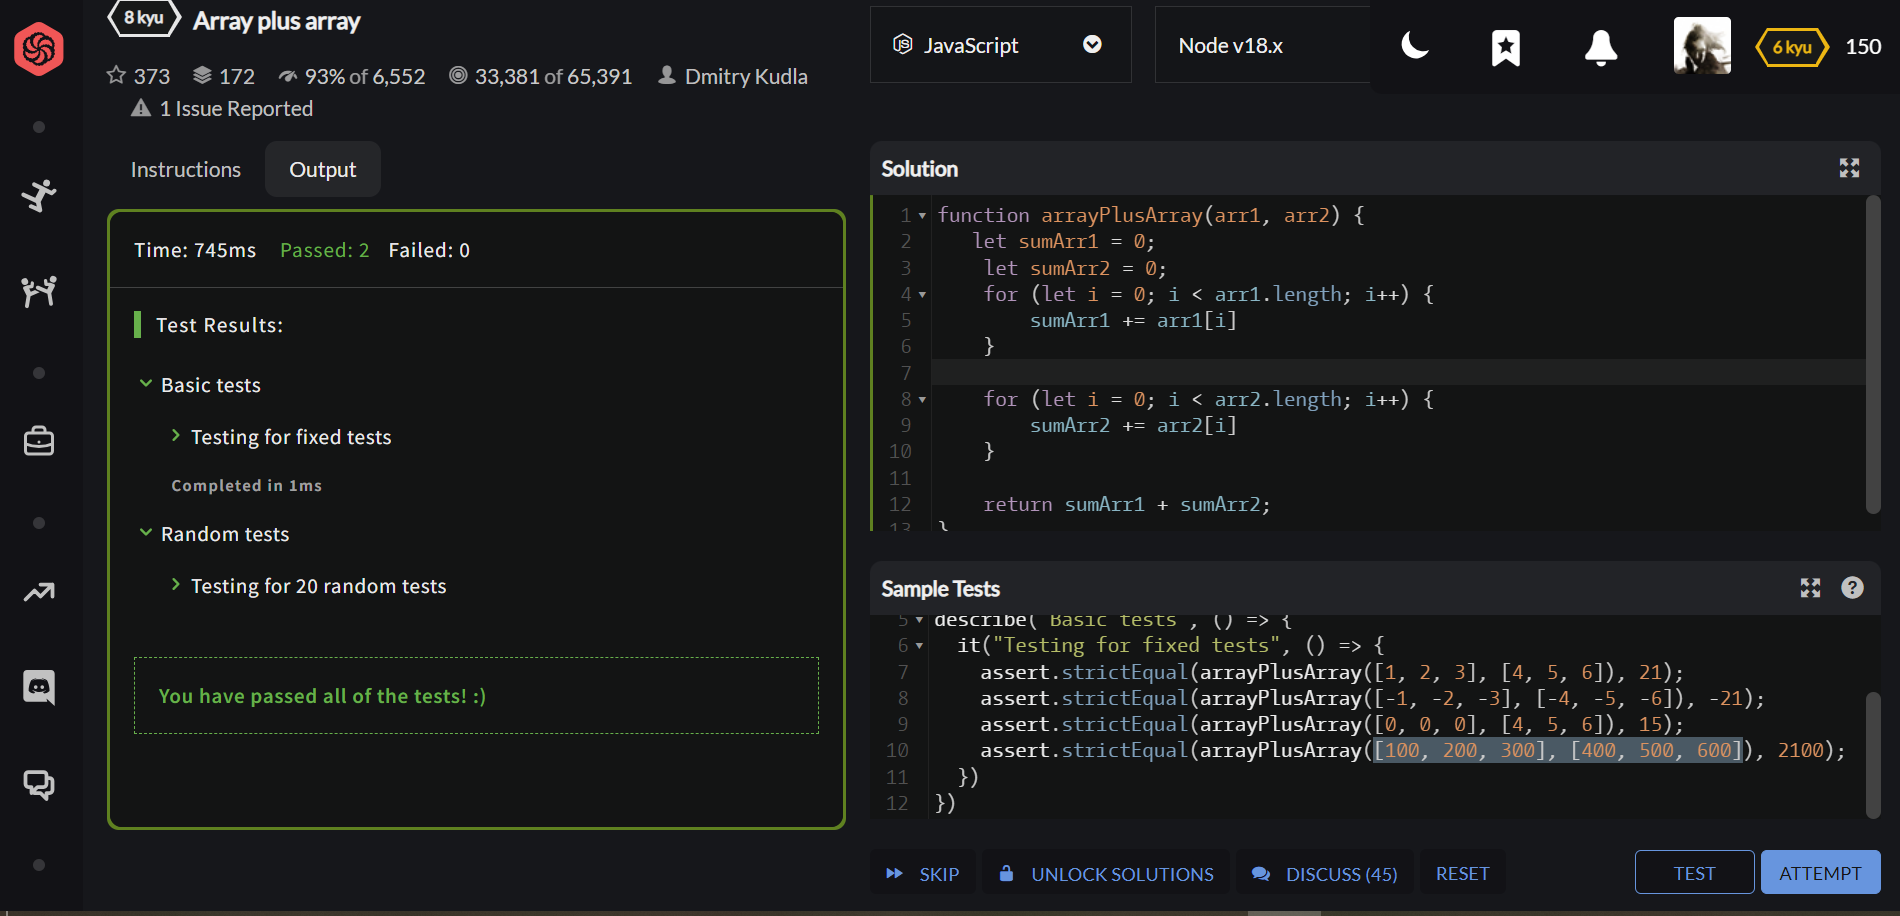 8 kyu Array plus array
373 172 93% of 6,552 33,381 of 65,391 Dmitry Kudla
1 Issue Reported
JavaScript
Node v18.x
6 kyu 150
Instructions Output
Time: 745ms Passed: 2 Failed: 0
Test Results:
Basic tests
Testing for fixed tests
Completed in 1ms
Random tests
Testing for 20 random tests
You have passed all of the tests! :)
Solution
1 function arrayPlusArray(arr1, arr2) {
2 let sumArr1 = 0;
3 let sumArr2 = 0;
4 for (let i = 0; i < arr1.length; i++) {
5 sumArr1 += arr1[i]
6 }
7
8 for (let i = 0; i < arr2.length; i++) {
9 sumArr2 += arr2[i]
10 }
11
12 return sumArr1 + sumArr2;
13 }
Sample Tests
5 describe("Basic tests", () => {
6 it("Testing for fixed tests", () => {
7 assert.strictEqual(arrayPlusArray([1, 2, 3], [4, 5, 6]), 21);
8 assert.strictEqual(arrayPlusArray([-1, -2, -3], [-4, -5, -6]), -21);
9 assert.strictEqual(arrayPlusArray([0, 0, 0], [4, 5, 6]), 15);
10 assert.strictEqual(arrayPlusArray([100, 200, 300], [400, 500, 600]), 2100);
11 })
12 })
SKIP UNLOCK SOLUTIONS DISCUSS (45) RESET TEST ATTEMPT